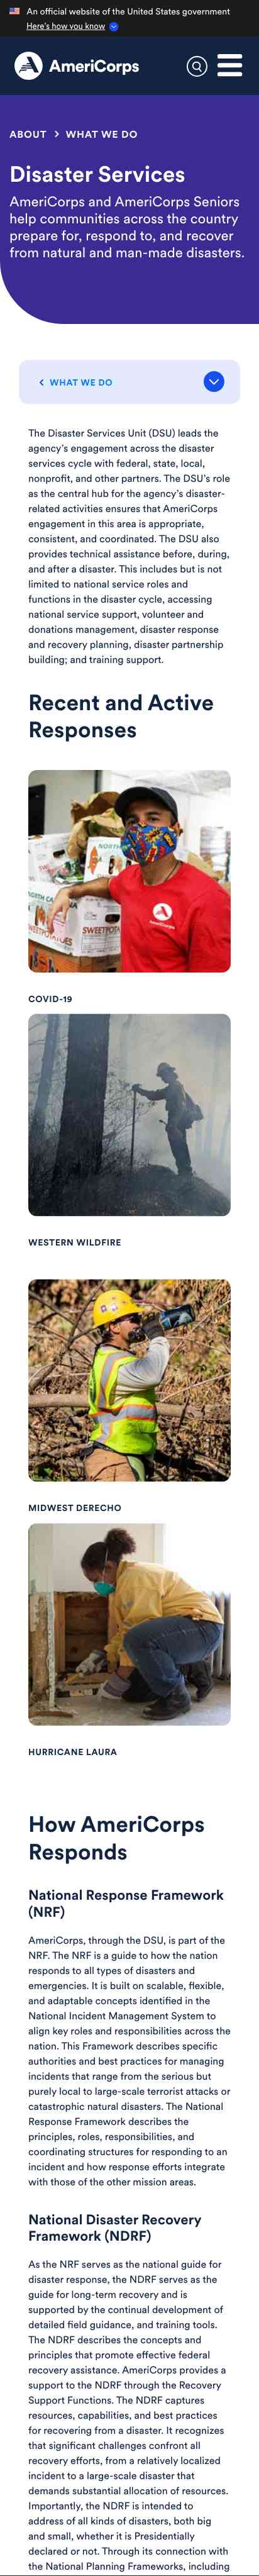 An official website of the United States government
Here's how you know
AmeriCorps
ABOUT > WHAT WE DO
Disaster Services
AmeriCorps and AmeriCorps Seniors
help communities across the country
prepare for, respond to, and recover
from natural and man-made disasters.
< WHAT WE DO
The Disaster Services Unit (DSU) leads the
agency's engagement across the disaster
services cycle with federal, state, local,
nonprofit, and other partners. The DSU's role
as the central hub for the agency's disaster-
related activities ensures that AmeriCorps
engagement in this area is appropriate,
consistent, and coordinated. The DSU also
provides technical assistance before, during,
and after a disaster. This includes but is not
limited to national service roles and
functions in the disaster cycle, accessing
national service support, volunteer and
donations management, disaster response
and recovery planning, disaster partnership
building; and training support.
Recent and Active
Responses
NORTH
SWEETPOTA
SWEETPOTATOES
AmeriCorps
COVID-19
WESTERN WILDFIRE
MIDWEST DERECHO
HURRICANE LAURA
How AmeriCorps
Responds
National Response Framework
(NRF)
AmeriCorps, through the DSU, is part of the
NRF. The NRF is a guide to how the nation
responds to all types of disasters and
emergencies. It is built on scalable, flexible,
and adaptable concepts identified in the
National Incident Management System to
align key roles and responsibilities across the
nation. This Framework describes specific
authorities and best practices for managing
incidents that range from the serious but
purely local to large-scale terrorist attacks or
catastrophic natural disasters. The National
Response Framework describes the
principles, roles, responsibilities, and
coordinating structures for responding to an
incident and how response efforts integrate
with those of the other mission areas.
National Disaster Recovery
Framework (NDRF)
As the NRF serves as the national guide for
disaster response, the NDRF serves as the
guide for long-term recovery and is
supported by the continual development of
detailed field guidance, and training tools.
The NDRF describes the concepts and
principles that promote effective federal
recovery assistance. AmeriCorps provides a
support to the NDRF through the Recovery
Support Functions. The NDRF captures
resources, capabilities, and best practices
for recovering from a disaster. It recognizes
that significant challenges confront all
recovery efforts, from a relatively localized
incident to a large-scale disaster that
demands substantial allocation of resources.
Importantly, the NDRF is intended to
address of all kinds of disasters, both big
and small, whether it is Presidentially
declared or not. Through its connection with
the National Planning Frameworks, including